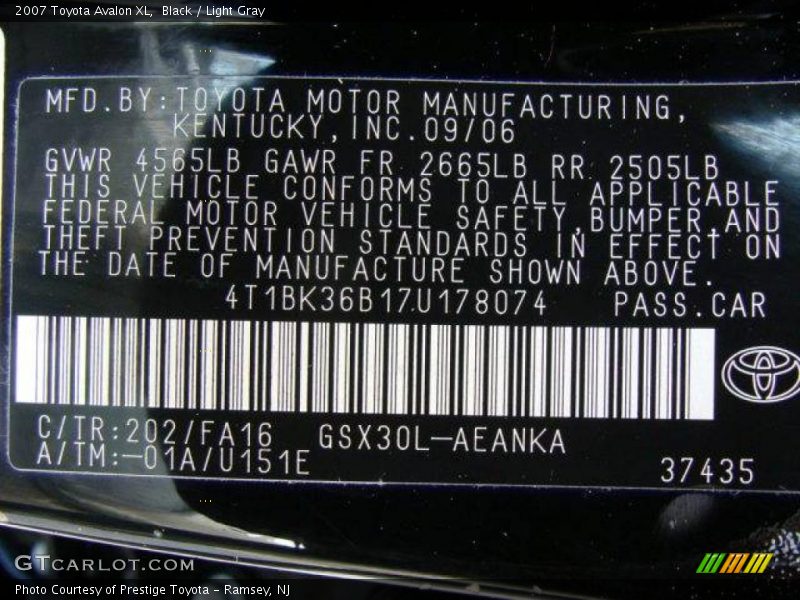 2007 Toyota Avalon XL,  Black / Light Gray
MFD.BY:TOYOTA MOTOR MANUFACTURING,
KENTUCKY,INC.09/06
GVWR 4565LB GAWR FR 2665LB RR 2505LB
THIS VEHICLE CONFORMS TO ALL APPLICABLE
FEDERAL MOTOR VEHICLE SAFETY,BUMPER,AND
THEFT PREVENTION STANDARDS IN EFFECT ON
THE DATE OF MANUFACTURE SHOWN ABOVE.
4T1BK36B17U178074 PASS.CAR
C/TR:202/FA16 GSX30L-AEANKA
A/TM:-01A/U151E
37435
GTCARLOT.COM
Photo Courtesy of Prestige Toyota - Ramsey, NJ